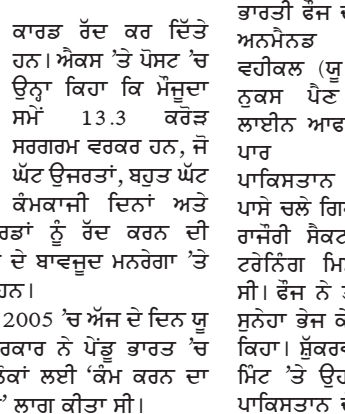 ਕਾਰਡ ਰੱਦ ਕਰ ਦਿੱਤੇ
ਹਨ। ਐਕਸ ’ਤੇ ਪੋਸਟ ’ਚ
ਉਨ੍ਹਾ ਕਿਹਾ ਕਿ ਮੌਜੂਦਾ
ਸਮੇਂ 13.3 ਕਰੋੜ
ਸਰਗਰਮ ਵਰਕਰ ਹਨ, ਜੋ
ਘੱਟ ਉਜਰਤਾਂ, ਬਹੁਤ ਘੱਟ
ਕੰਮਕਾਜੀ ਦਿਨਾਂ ਅਤੇ
ਰਡਾਂ ਨੂੰ ਰੱਦ ਕਰਨ ਦੀ
ਦੇ ਬਾਵਜੂਦ ਮਨਰੇਗਾ ’ਤੇ
ਹਨ।
2005 ’ਚ ਅੱਜ ਦੇ ਦਿਨ ਯੂ
ਰਕਾਰ ਨੇ ਪੇਂਡੂ ਭਾਰਤ ’ਚ
ਲੋਕਾਂ ਲਈ ‘ਕੰਮ ਕਰਨ ਦਾ
’ ਲਾਗੂ ਕੀਤਾ ਸੀ।
ਭਾਰਤੀ ਫੌਜ
ਅਨਮੈਨਡ
ਵਹੀਕਲ (ਯੂ
ਨੁਕਸ ਪੈਣ
ਲਾਈਨ ਆਫ
ਪਾਰ
ਪਾਕਿਸਤਾਨ
ਪਾਸੇ ਚਲੇ ਗਿ
ਰਾਜੌਰੀ ਸੈਕਟ
ਟਰੇਨਿੰਗ ਮਿ
ਸੀ। ਫੌਜ ਨੇ
ਸੁਨੇਹਾ ਭੇਜ ਕੇ
ਕਿਹਾ। ਸ਼ੁੱਕਰਵ
ਮਿੰਟ ’ਤੇ ਉਹ
ਪਾਕਿਸਤਾਨ ਦੇ